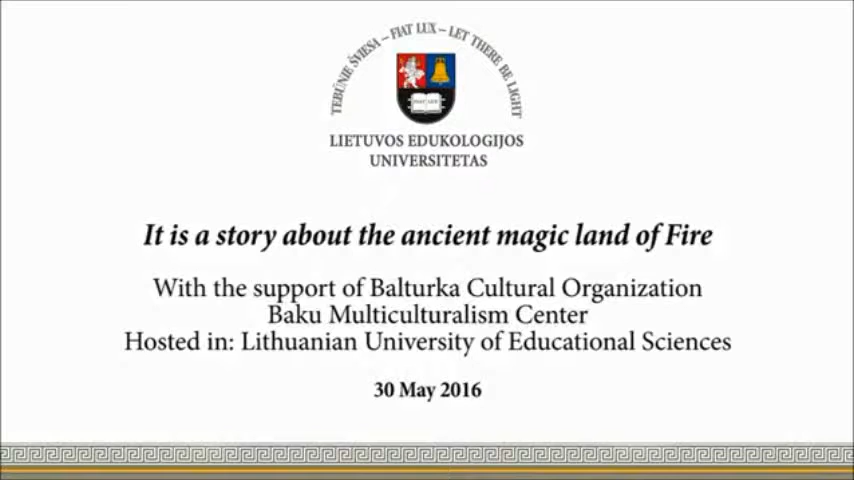 TEBŪNIE ŠVIESA – FIAT LUX – LET THERE BE LIGHT
FIAT LUX
LIETUVOS EDUKOLOGIJOS
UNIVERSITETAS
It is a story about the ancient magic land of Fire
With the support of Balturka Cultural Organization
Baku Multiculturalism Center
Hosted in: Lithuanian University of Educational Sciences
30 May 2016